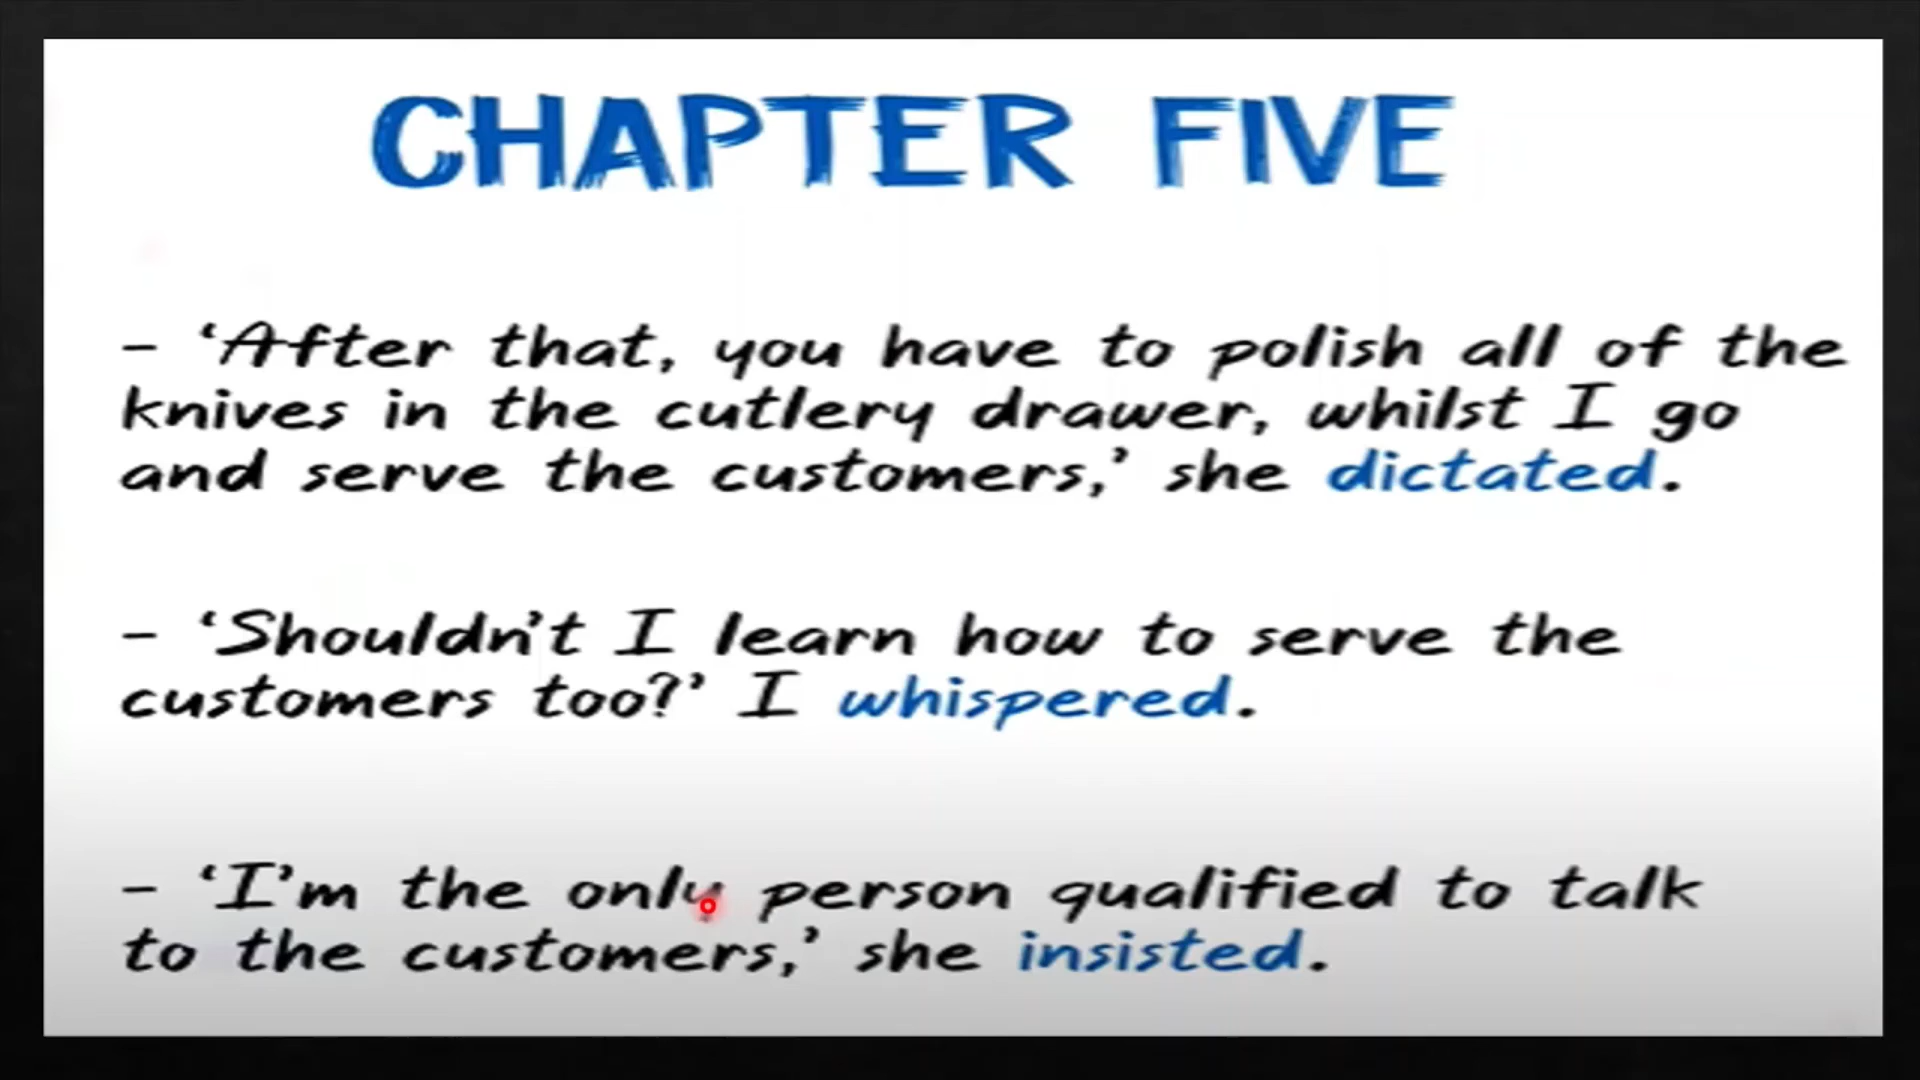 CHAPTER FIVE
- ‘After that, you have to polish all of the
knives in the cutlery drawer, whilst I go
and serve the customers,’ she dictated.
- ‘Shouldn’t I learn how to serve the
customers too?’ I whispered.
- ‘I’m the only person qualified to talk
to the customers,’ she insisted.